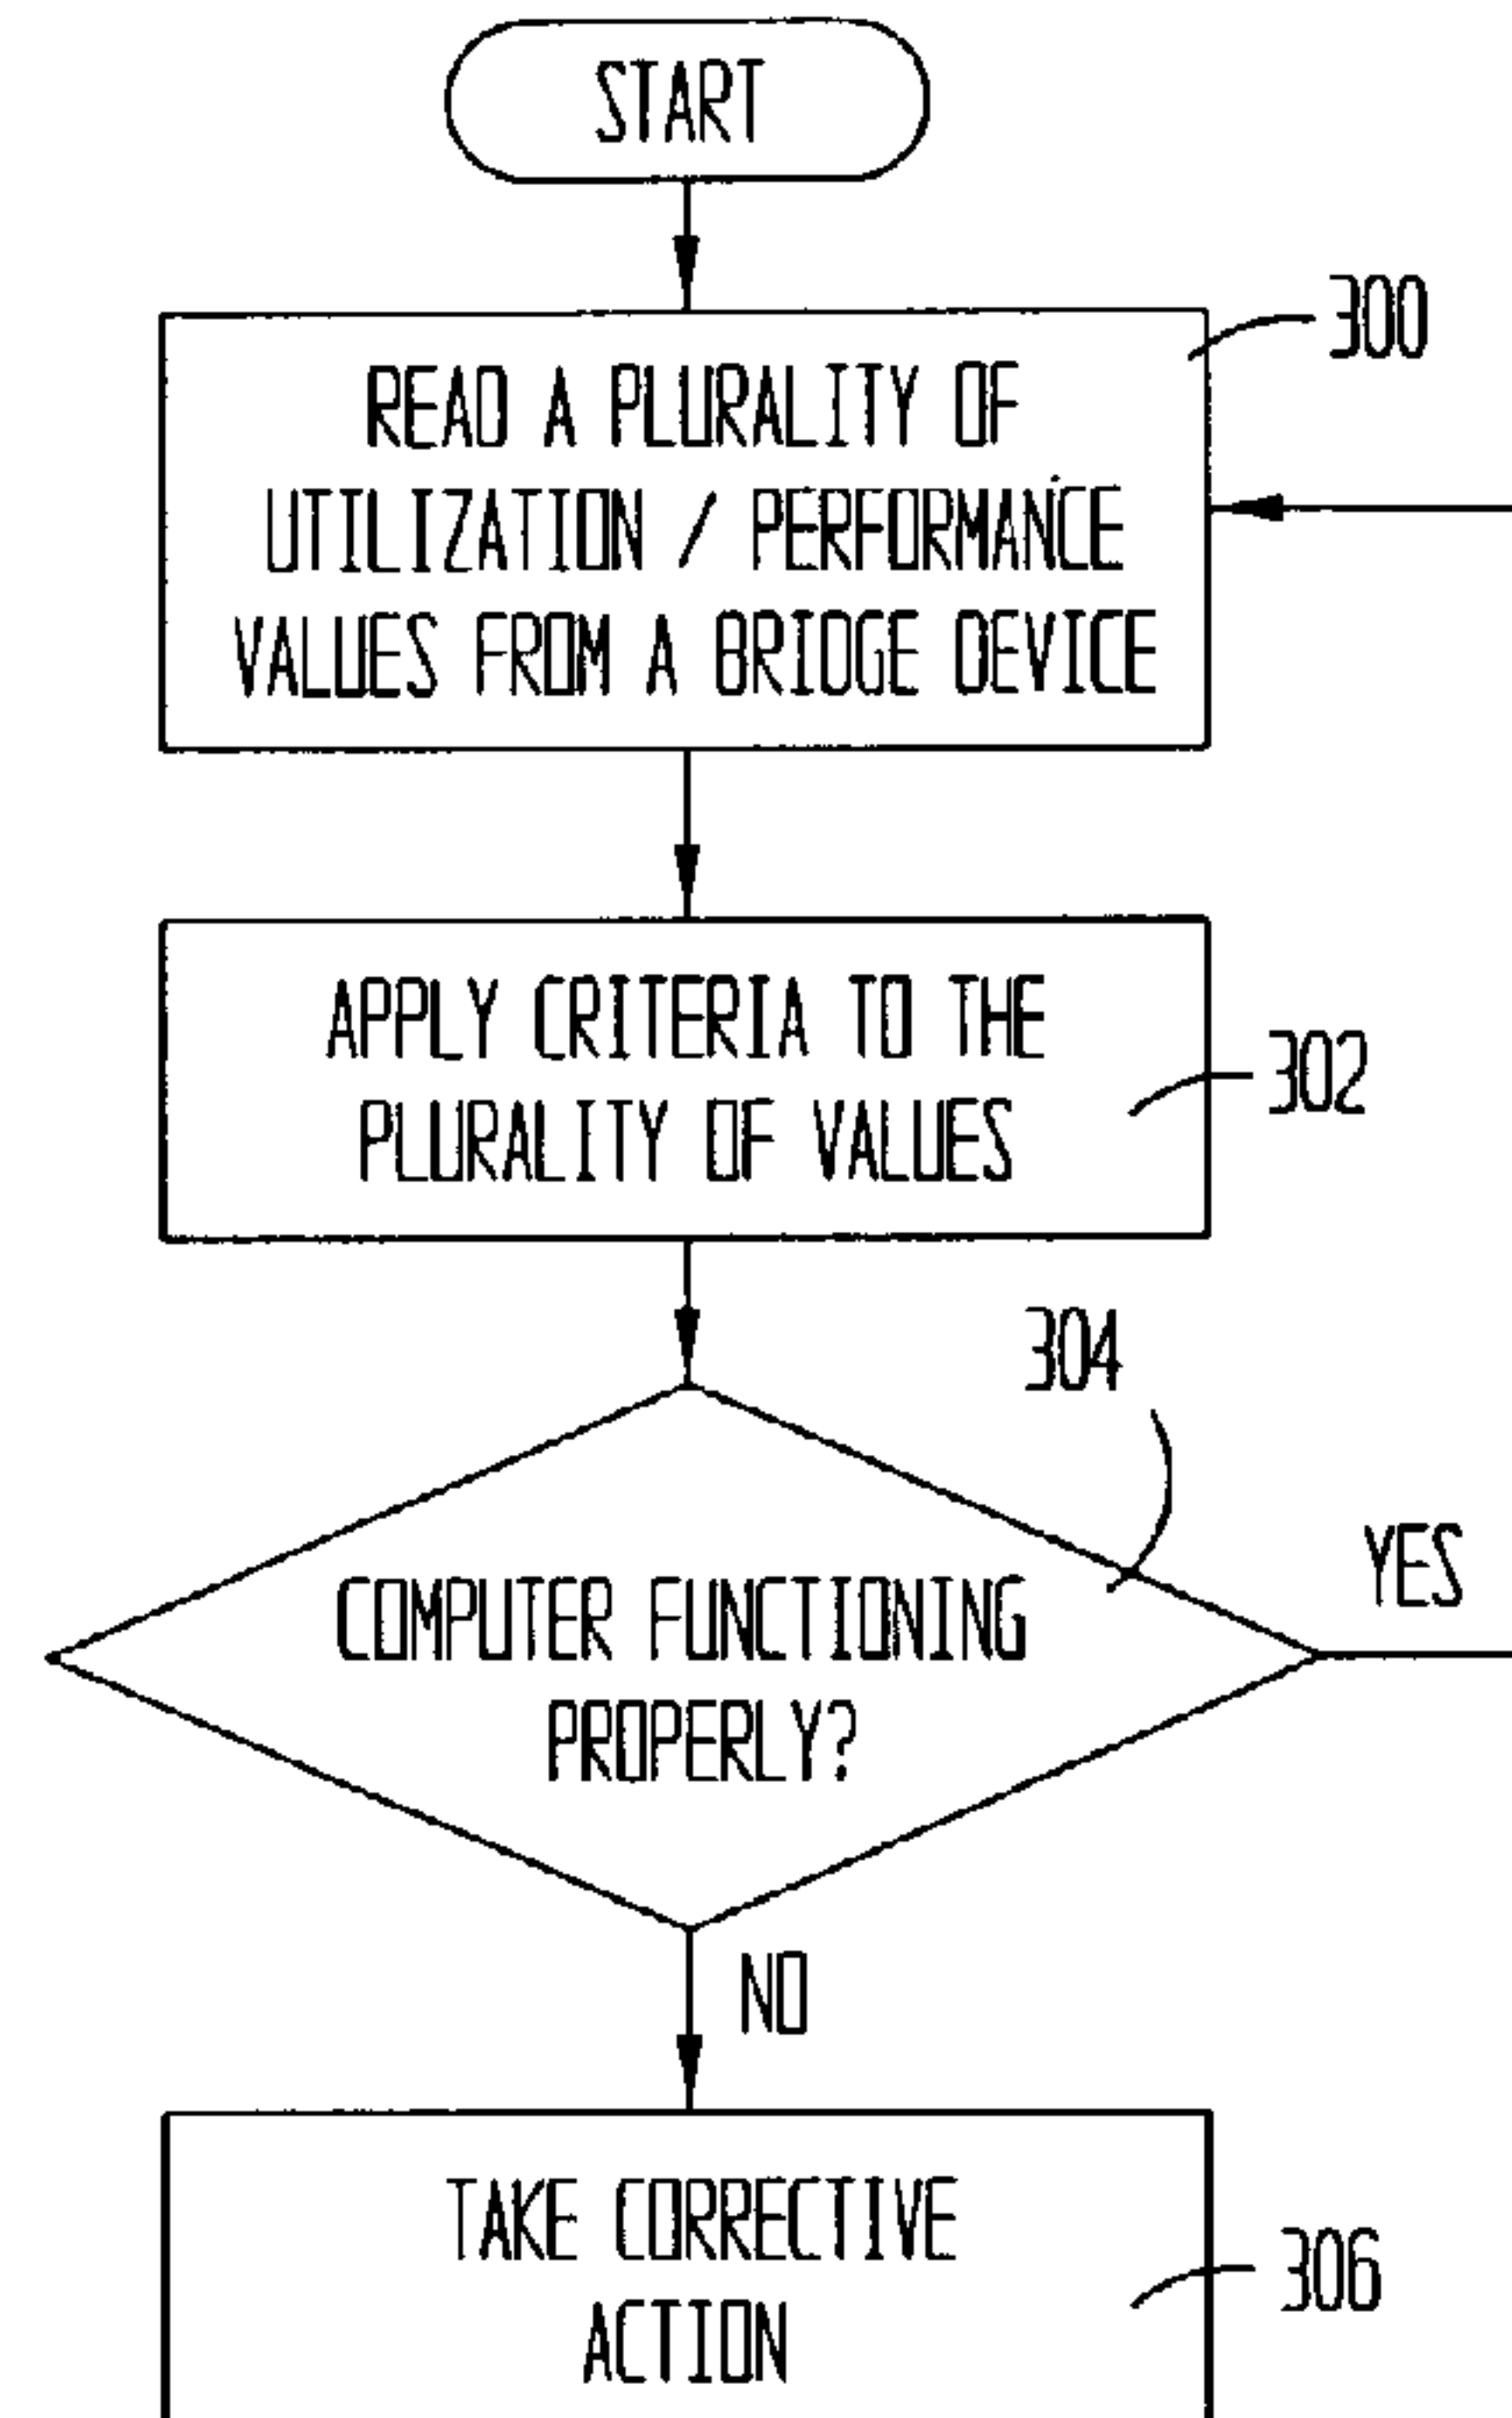 START
300
READ A PLURALITY OF
UTILIZATION / PERFORMANCE
VALUES FROM A BRIDGE DEVICE
APPLY CRITERIA TO THE
302
PLURALITY OF VALUES
304
YES
COMPUTER FUNCTIONING
PROPERLY?
NO
TAKE CORRECTIVE
306
ACTION